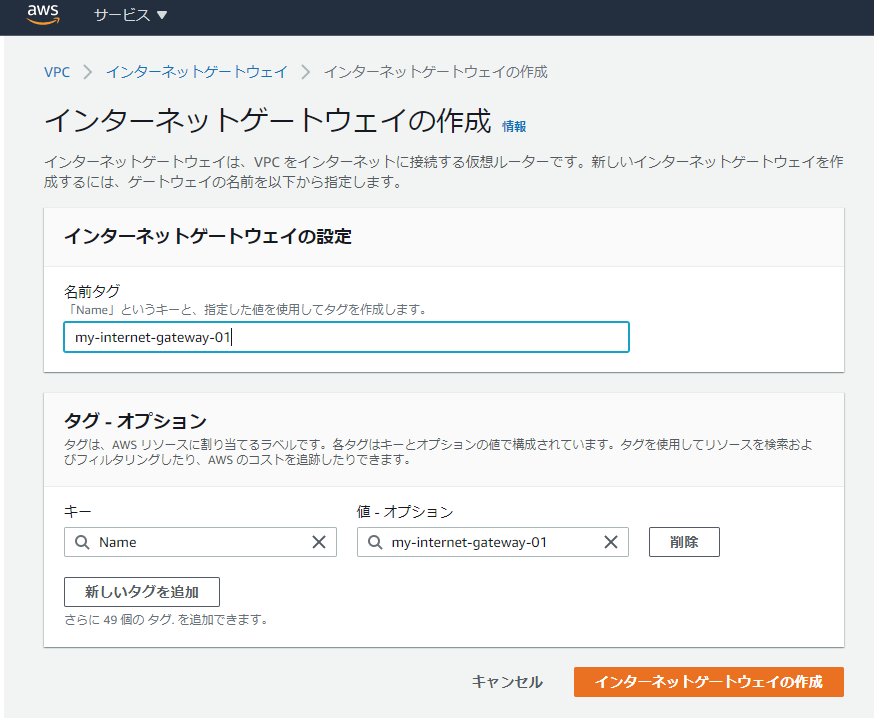 aws サービス ▼
VPC > インターネットゲートウェイ > インターネットゲートウェイの作成
インターネットゲートウェイの作成 情報
インターネットゲートウェイは、VPC をインターネットに接続する仮想ルーターです。新しいインターネットゲートウェイを作
成するには、ゲートウェイの名前を以下から指定します。
インターネットゲートウェイの設定
名前タグ
「Name」というキーと、指定した値を使用してタグを作成します。
my-internet-gateway-01
タグ - オプション
タグは、AWS リソースに割り当てるラベルです。各タグはキーとオプションの値で構成されています。タグを使用してリソースを検索およ
びフィルタリングしたり、AWS のコストを追跡したりできます。
キー 値 - オプション
Name my-internet-gateway-01 削除
新しいタグを追加
さらに 49 個の タグ. を追加できます。
キャンセル インターネットゲートウェイの作成